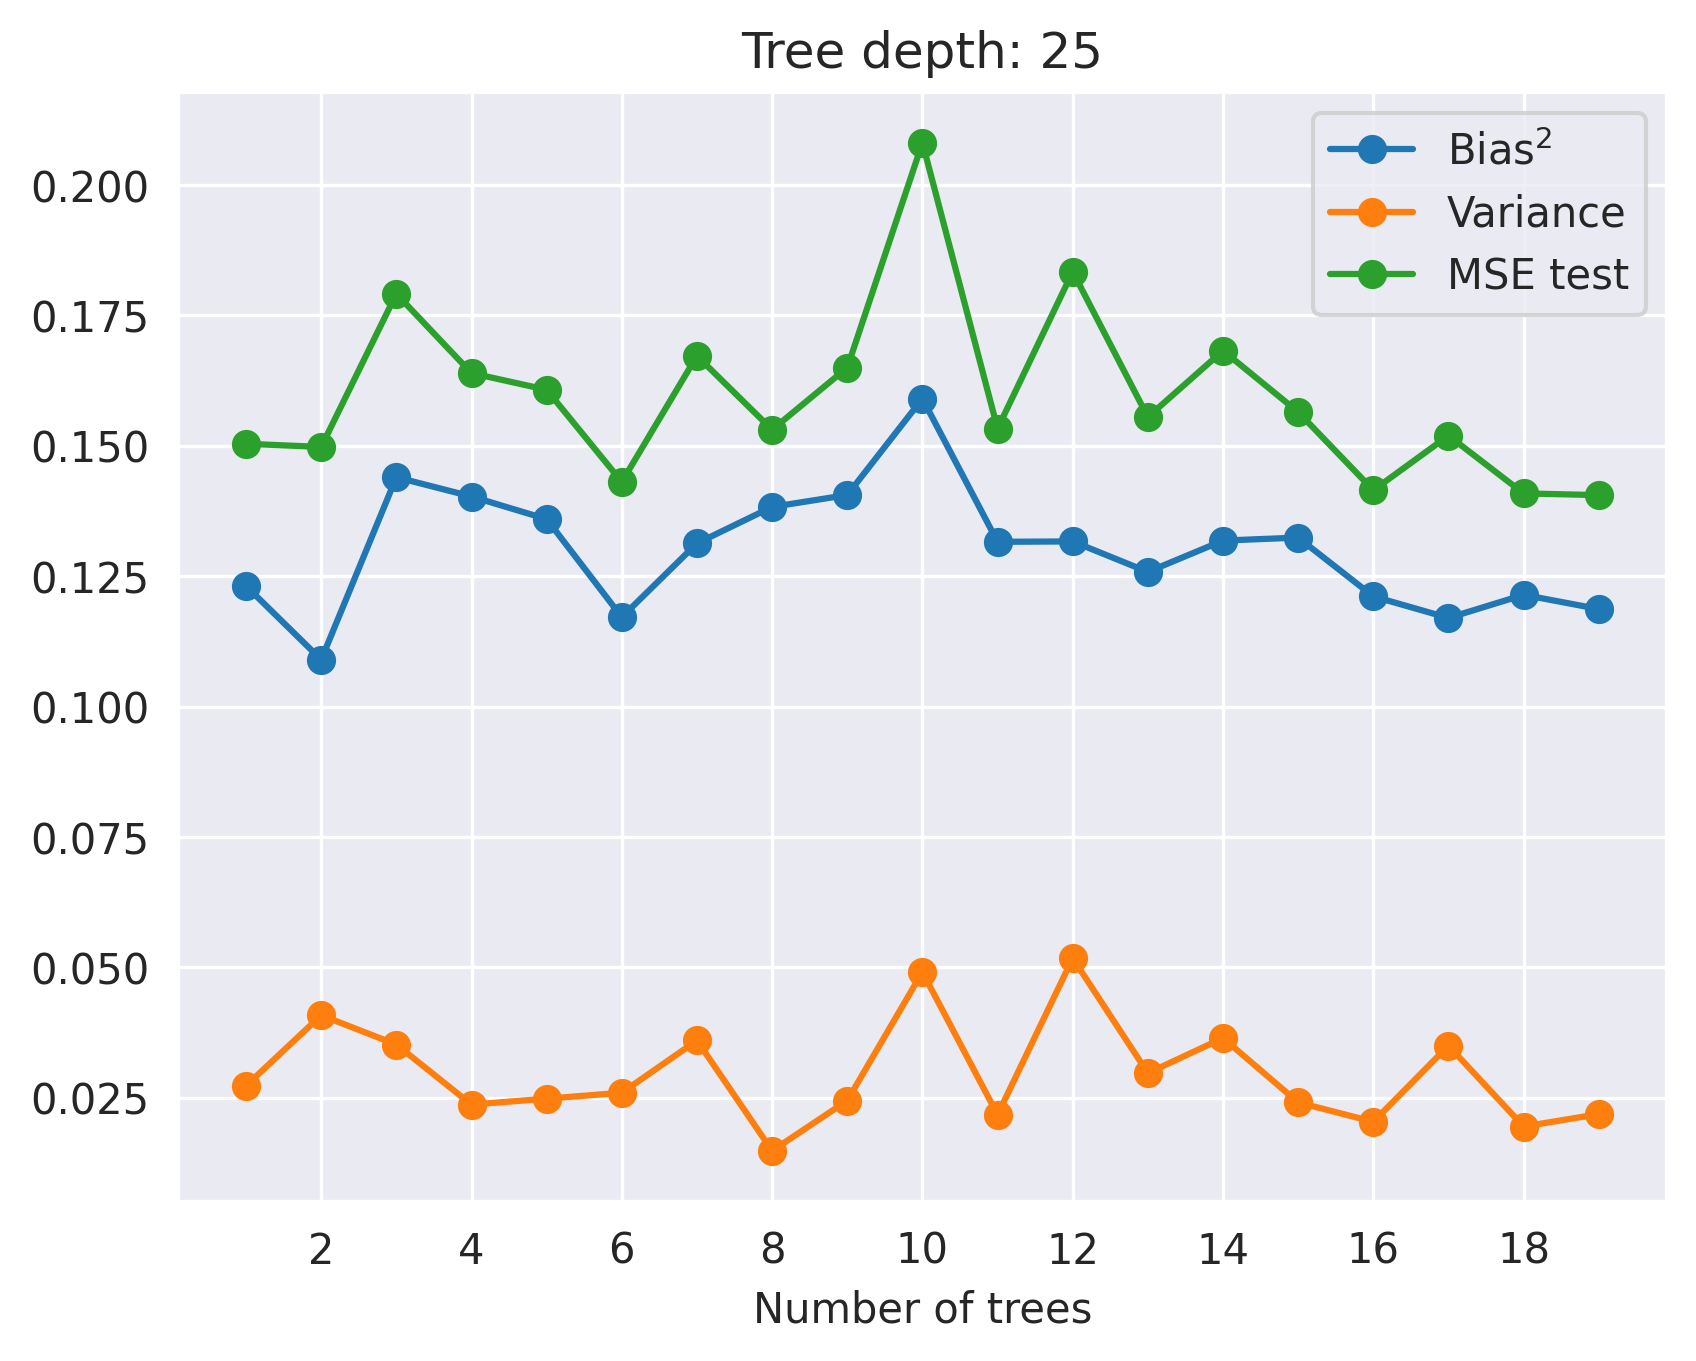 Tree depth: 25
Bias²
Variance
MSE test
0.200
0.175
0.150
0.125
0.100
0.075
0.050
0.025
2 4 6 8 10 12 14 16 18
Number of trees